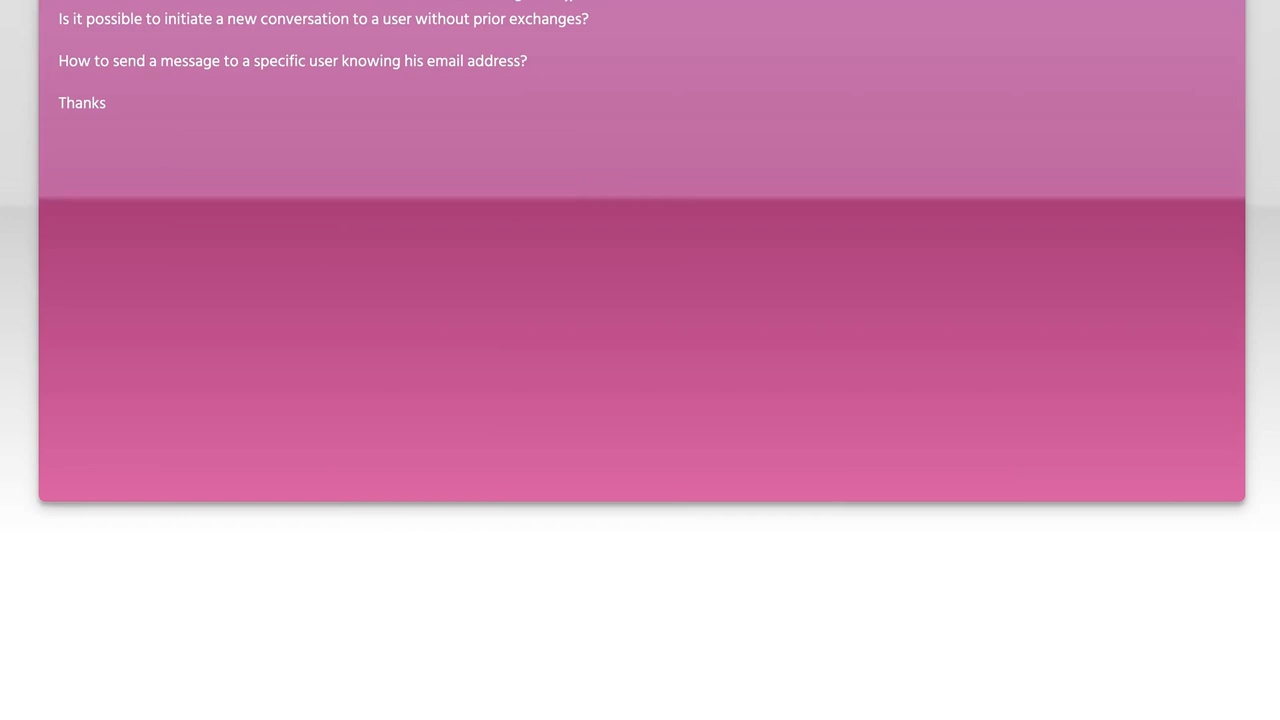 Is it possible to initiate a new conversation to a user without prior exchanges?
How to send a message to a specific user knowing his email address?
Thanks